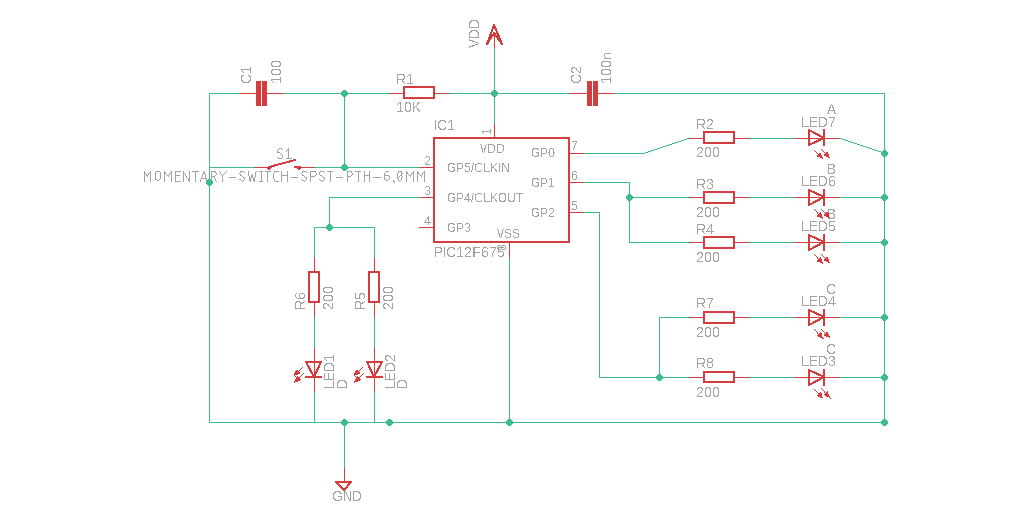 VDD
C1
100
R1
10K
C2
100n
IC1
1
VDD
GP5/CLKIN
GP4/CLKOUT
GP3
GP0
GP1
GP2
VSS
8
PIC12F675
2
3
4
7
6
5
S1
MOMENTARY-SWITCH-SPST-PTH-6.0MM
R2
200
A
LED7
R3
200
B
LED6
R4
200
B
LED5
R7
200
C
LED4
R8
200
C
LED3
R6
200
R5
200
LED1
D
LED2
D
GND